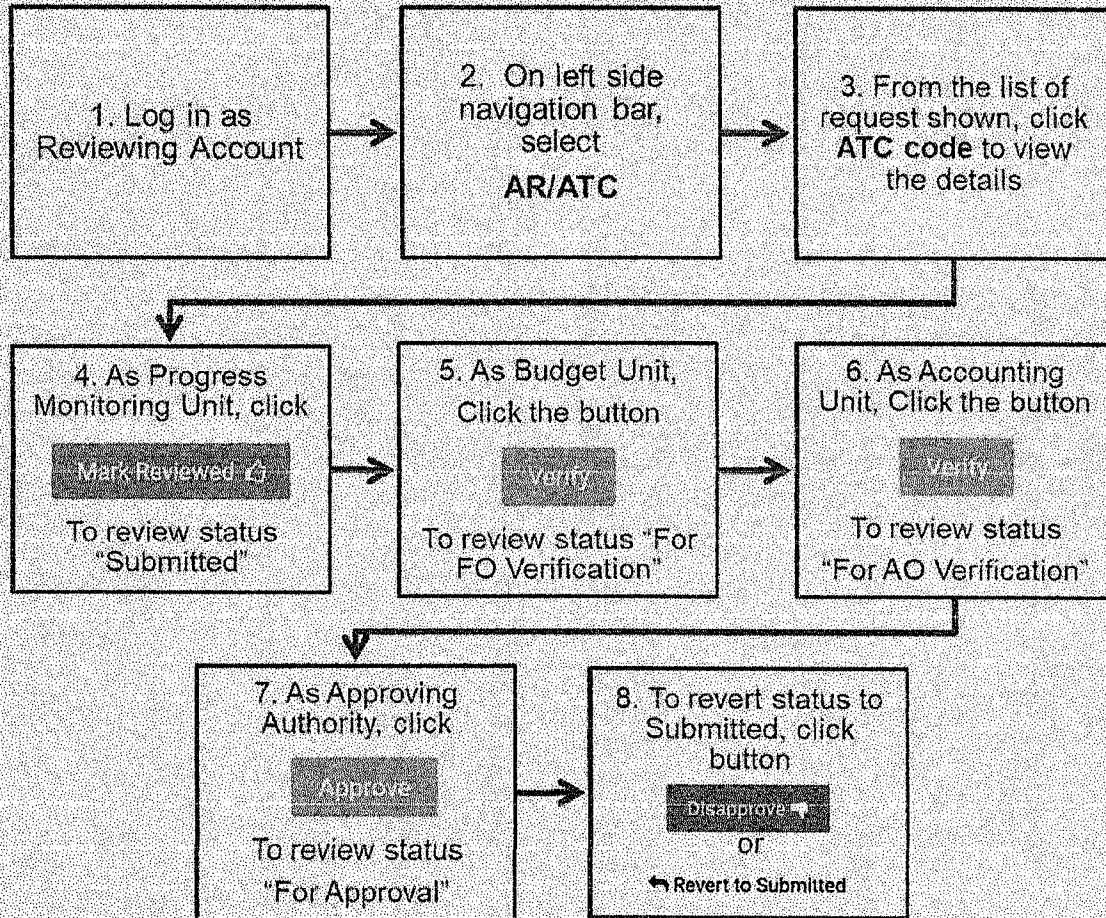 1. Log in as
Reviewing Account
2. On left side
navigation bar,
select
AR/ATC
3. From the list of
request shown, click
ATC code to view
the details
4. As Progress
Monitoring Unit, click
Mark Reviewed
To review status
"Submitted"
5. As Budget Unit,
Click the button
Verify
To review status "For
FO Verification"
6. As Accounting
Unit, Click the button
Verify
To review status
"For AO Verification"
7. As Approving
Authority, click
Approve
To review status
"For Approval"
8. To revert status to
Submitted, click
button
Disapprove
or
Revert to Submitted